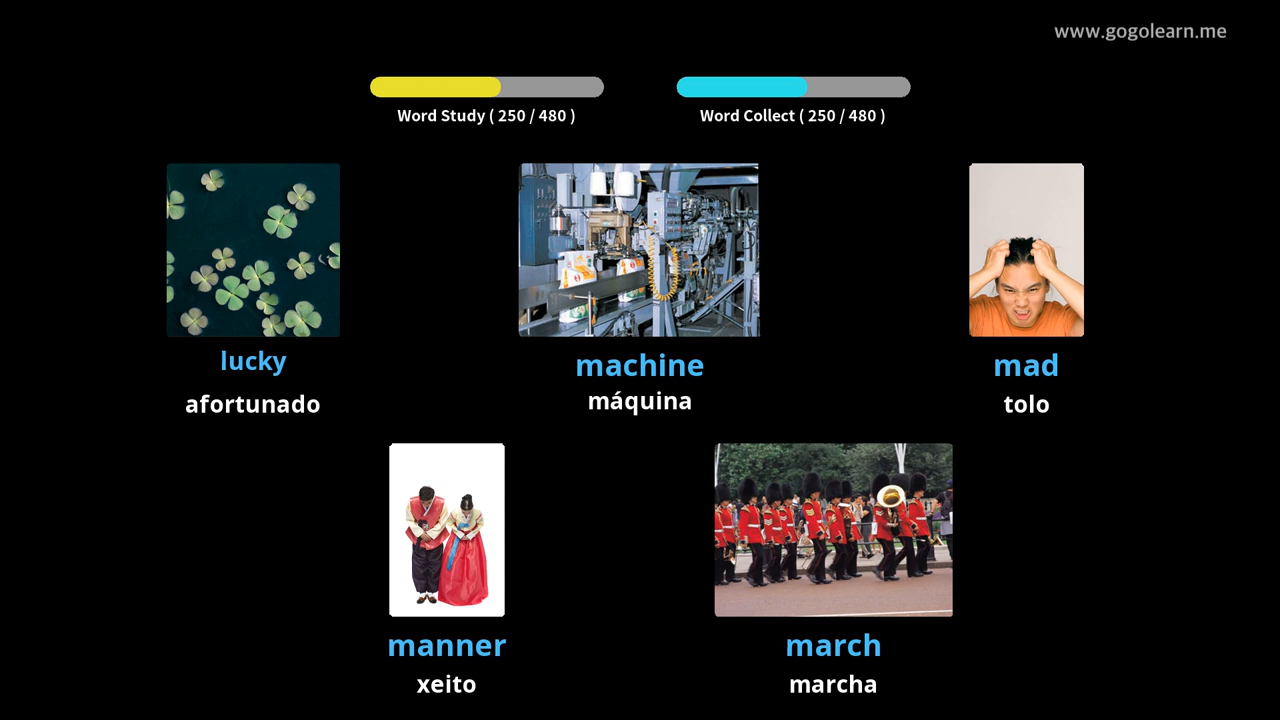 www.gogolearn.me
Word Study ( 250 / 480 )
Word Collect ( 250 / 480 )
lucky
afortunado
machine
máquina
mad
tolo
manner
xeito
march
marcha